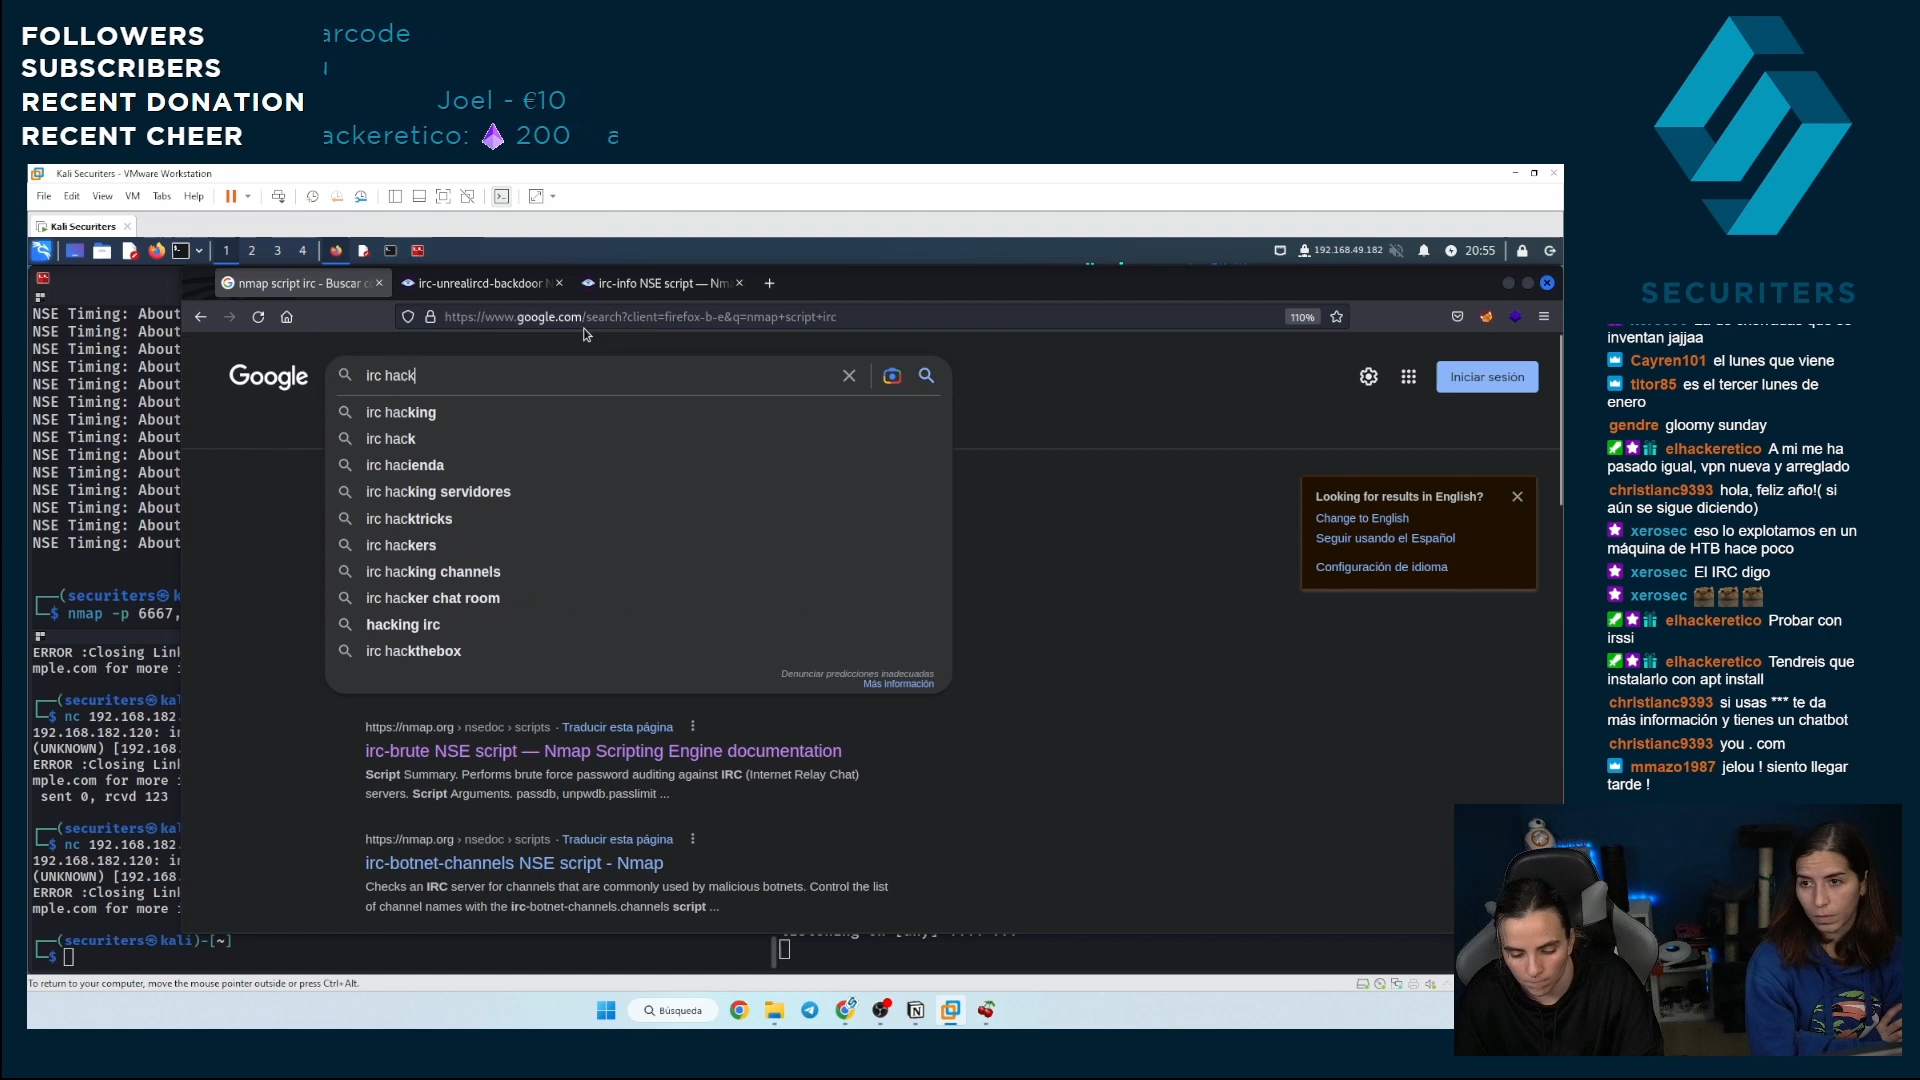 FOLLOWERS
arcode
SUBSCRIBERS
RECENT DONATION
Joel - €10
RECENT CHEER
ackeretico: 200 a
Kali Securiters - VMware Workstation
File Edit View VM Tabs Help
Kali Securiters
1 2 3 4
192.168.49.182
20:55
nmap script irc - Buscar c
irc-unrealircd-backdoor N
irc-info NSE script — Nm
https://www.google.com/search?client=firefox-b-e&q=nmap+script+irc
110%
NSE Timing: About
NSE Timing: About
NSE Timing: About
NSE Timing: About
NSE Timing: About
NSE Timing: About
NSE Timing: About
NSE Timing: About
NSE Timing: About
NSE Timing: About
NSE Timing: About
NSE Timing: About
NSE Timing: About
NSE Timing: About
(securiters㉿k
$ nmap -p 6667,
ERROR :Closing Link
mple.com for more i
(securiters㉿kal
$ nc 192.168.182.
192.168.182.120: i
(UNKNOWN) [192.168.
ERROR :Closing Link
mple.com for more i
sent 0, rcvd 123
(securiters㉿kal
$ nc 192.168.182.
192.168.182.120: i
(UNKNOWN) [192.168.
ERROR :Closing Link
mple.com for more i
(securiters㉿kali)-[~]
$
Google
irc hack
Iniciar sesión
irc hacking
irc hack
irc hacienda
irc hacking servidores
irc hacktricks
irc hackers
irc hacking channels
irc hacker chat room
hacking irc
irc hackthebox
Denunciar predicciones inadecuadas
Más información
Looking for results in English?
Change to English
Seguir usando el Español
Configuración de idioma
https://nmap.org › nsedoc › scripts · Traducir esta página
irc-brute NSE script — Nmap Scripting Engine documentation
Script Summary. Performs brute force password auditing against IRC (Internet Relay Chat)
servers. Script Arguments. passdb, unpwdb.passlimit ...
https://nmap.org › nsedoc › scripts · Traducir esta página
irc-botnet-channels NSE script - Nmap
Checks an IRC server for channels that are commonly used by malicious botnets. Control the list
of channel names with the irc-botnet-channels.channels script ...
To return to your computer, move the mouse pointer outside or press Ctrl+Alt.
Búsqueda
SECURITERS
inventan jajjaa
Cayren101 el lunes que viene
tltor85 es el tercer lunes de
enero
gendre gloomy sunday
elhackeretico A mi me ha
pasado igual, vpn nueva y arreglado
christianc9393 hola, feliz año!( si
aún se sigue diciendo)
xerosec eso lo explotamos en un
máquina de HTB hace poco
xerosec El IRC digo
xerosec
elhackeretico Probar con
irssi
elhackeretico Tendreis que
instalarlo con apt install
christianc9393 si usas *** te da
más información y tienes un chatbot
christianc9393 you . com
mmazo1987 jelou ! siento llegar
tarde !